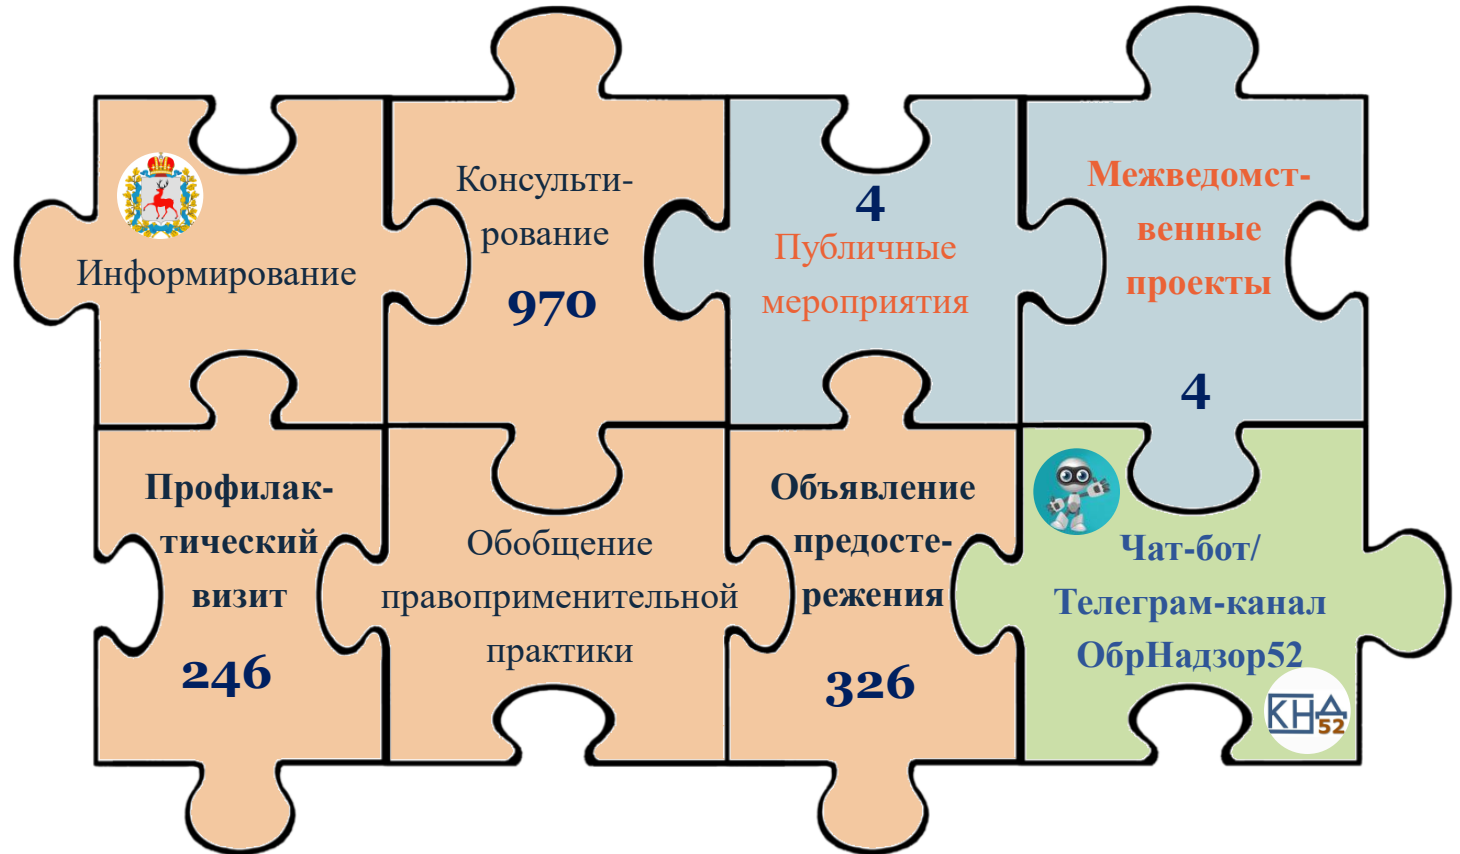 Информирование
Консульти-
рование
970
4
Публичные
мероприятия
Межведомст-
венные
проекты
4
Профилак-
тический
визит
246
Обобщение
правоприменительной
практики
Объявление
предосте-
режения
326
Чат-бот/
Телеграм-канал
ОбрНадзор52
КНД
52